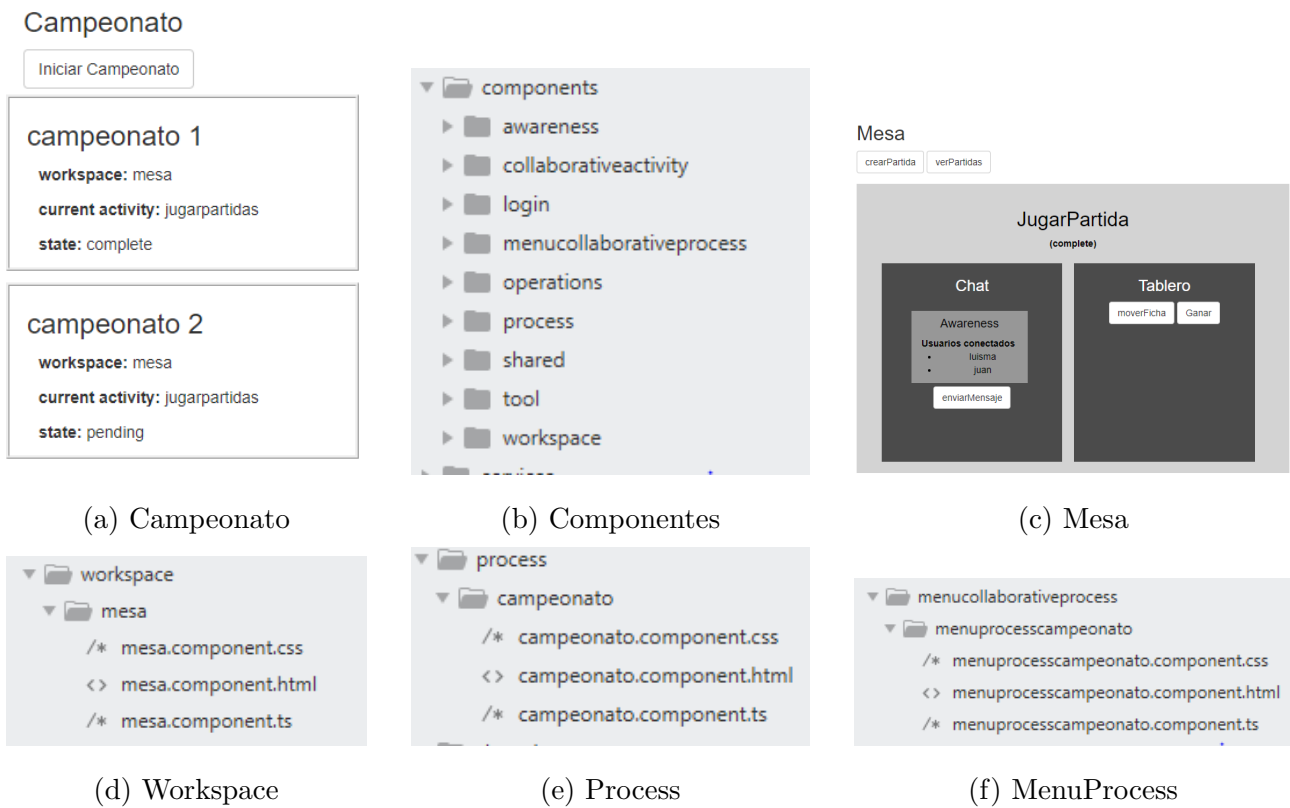 Campeonato
Iniciar Campeonato
campeonato 1
workspace: mesa
current activity: jugarpartidas
state: complete
campeonato 2
workspace: mesa
current activity: jugarpartidas
state: pending
(a) Campeonato
components
awareness
collaborativeactivity
login
menucollaborativeprocess
operations
process
shared
tool
workspace
(b) Componentes
Mesa
crearPartida verPartidas
JugarPartida
(complete)
Chat
Awareness
Usuarios conectados
• luisma
• juan
enviarMensaje
Tablero
moverFicha Ganar
(c) Mesa
workspace
mesa
/* mesa.component.css
<> mesa.component.html
/* mesa.component.ts
(d) Workspace
process
campeonato
/* campeonato.component.css
<> campeonato.component.html
/* campeonato.component.ts
(e) Process
menucollaborativeprocess
menuprocesscampeonato
/* menuprocesscampeonato.component.css
<> menuprocesscampeonato.component.html
/* menuprocesscampeonato.component.ts
(f) MenuProcess